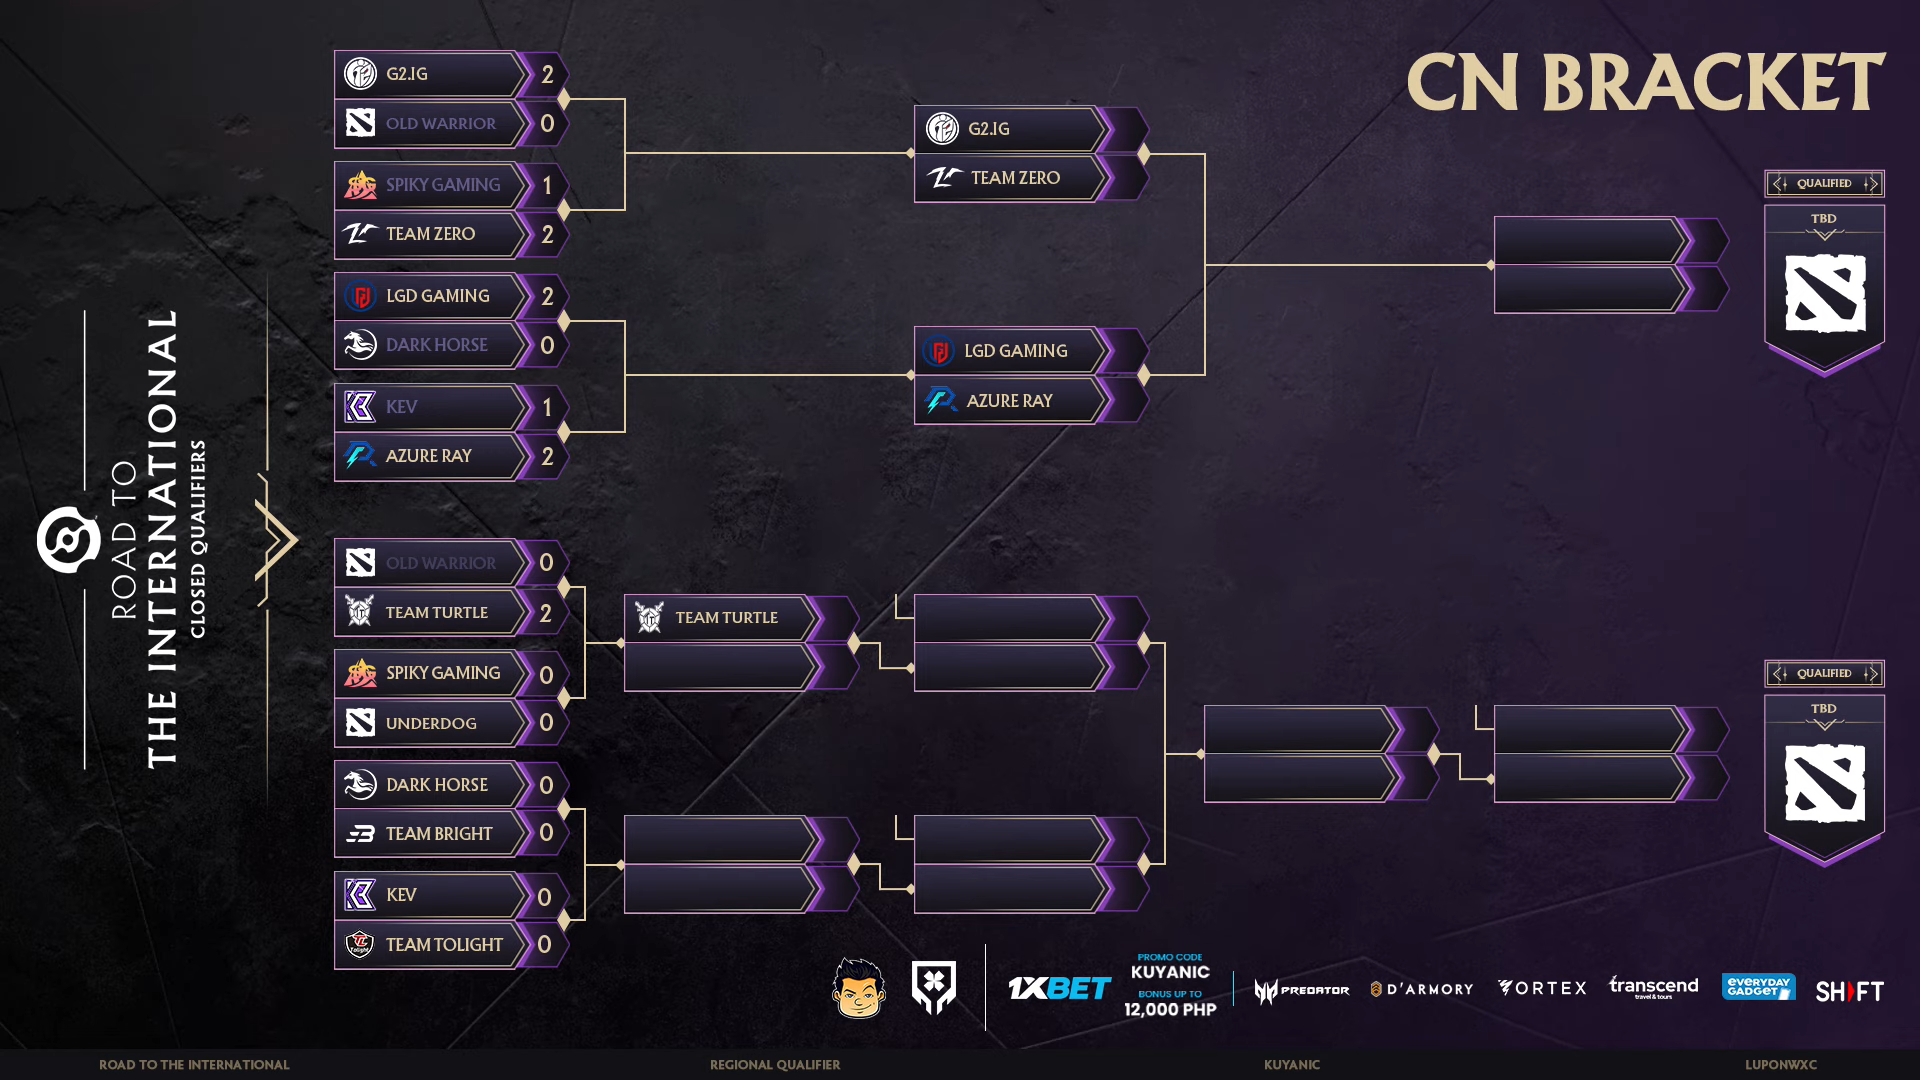 CN BRACKET
ROAD TO
THE INTERNATIONAL
CLOSED QUALIFIERS
G2.IG 2
OLD WARRIOR 0
SPIKY GAMING 1
TEAM ZERO 2
LGD GAMING 2
DARK HORSE 0
KEV 1
AZURE RAY 2
G2.IG
TEAM ZERO
LGD GAMING
AZURE RAY
QUALIFIED
TBD
OLD WARRIOR 0
TEAM TURTLE 2
SPIKY GAMING 0
UNDERDOG 0
DARK HORSE 0
TEAM BRIGHT 0
KEV 0
TEAM TOLIGHT 0
TEAM TURTLE
QUALIFIED
TBD
1XBET
PROMO CODE
KUYANIC
BONUS UP TO
12,000 PHP
PREDATOR
D'ARMORY
VORTEX
transcend
travel & tours
EVERYDAY
GADGET
SHIFT
ROAD TO THE INTERNATIONAL
REGIONAL QUALIFIER
KUYANIC
LUPONWXC